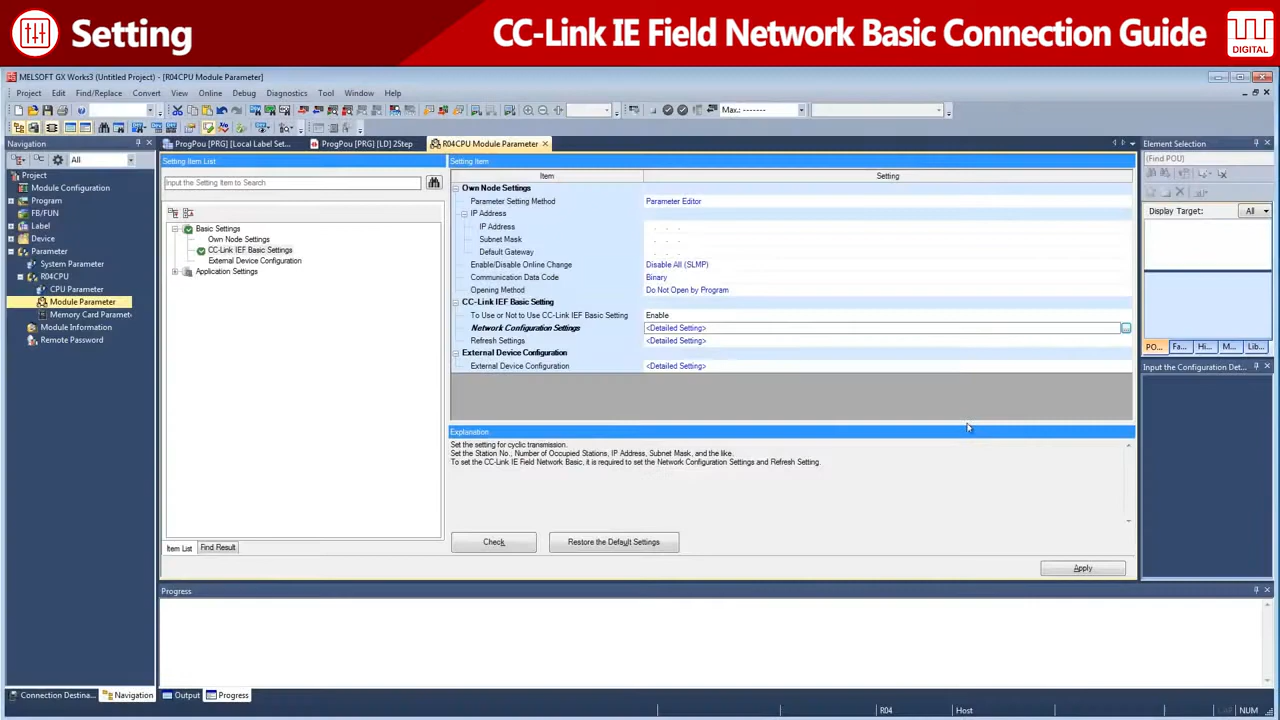 Setting
CC-Link IE Field Network Basic Connection Guide
DIGITAL
MELSOFT GX Works3 (Untitled Project) - [R04CPU Module Parameter]
Project Edit Find/Replace Convert View Online Debug Diagnostics Tool Window Help
Max.: -------
Navigation
ProgPou [PRG] [Local Label Set...
ProgPou [PRG] [LD] 2Step
R04CPU Module Parameter
Element Selection
All
Setting Item List
Setting Item
(Find POU)
Project
Module Configuration
Program
FB/FUN
Label
Device
Parameter
System Parameter
R04CPU
CPU Parameter
Module Parameter
Memory Card Paramete
Module Information
Remote Password
Input the Setting Item to Search
Basic Settings
Own Node Settings
CC-Link IEF Basic Settings
External Device Configuration
Application Settings
Item List
Find Result
Item Setting
Own Node Settings
Parameter Setting Method Parameter Editor
IP Address
IP Address . . .
Subnet Mask . . .
Default Gateway . . .
Enable/Disable Online Change Disable All (SLMP)
Communication Data Code Binary
Opening Method Do Not Open by Program
CC-Link IEF Basic Setting
To Use or Not to Use CC-Link IEF Basic Setting Enable
Network Configuration Settings <Detailed Setting>
Refresh Settings <Detailed Setting>
External Device Configuration
External Device Configuration <Detailed Setting>
Explanation
Set the setting for cyclic transmission.
Set the Station No., Number of Occupied Stations, IP Address, Subnet Mask, and the like.
To set the CC-Link IE Field Network Basic, it is required to set the Network Configuration Settings and Refresh Setting.
Check
Restore the Default Settings
Apply
Display Target: All
PO... Fa... Hi... M... Lib...
Input the Configuration Det...
Progress
Connection Destina... Navigation
Output Progress
R04 Host CAP NUM